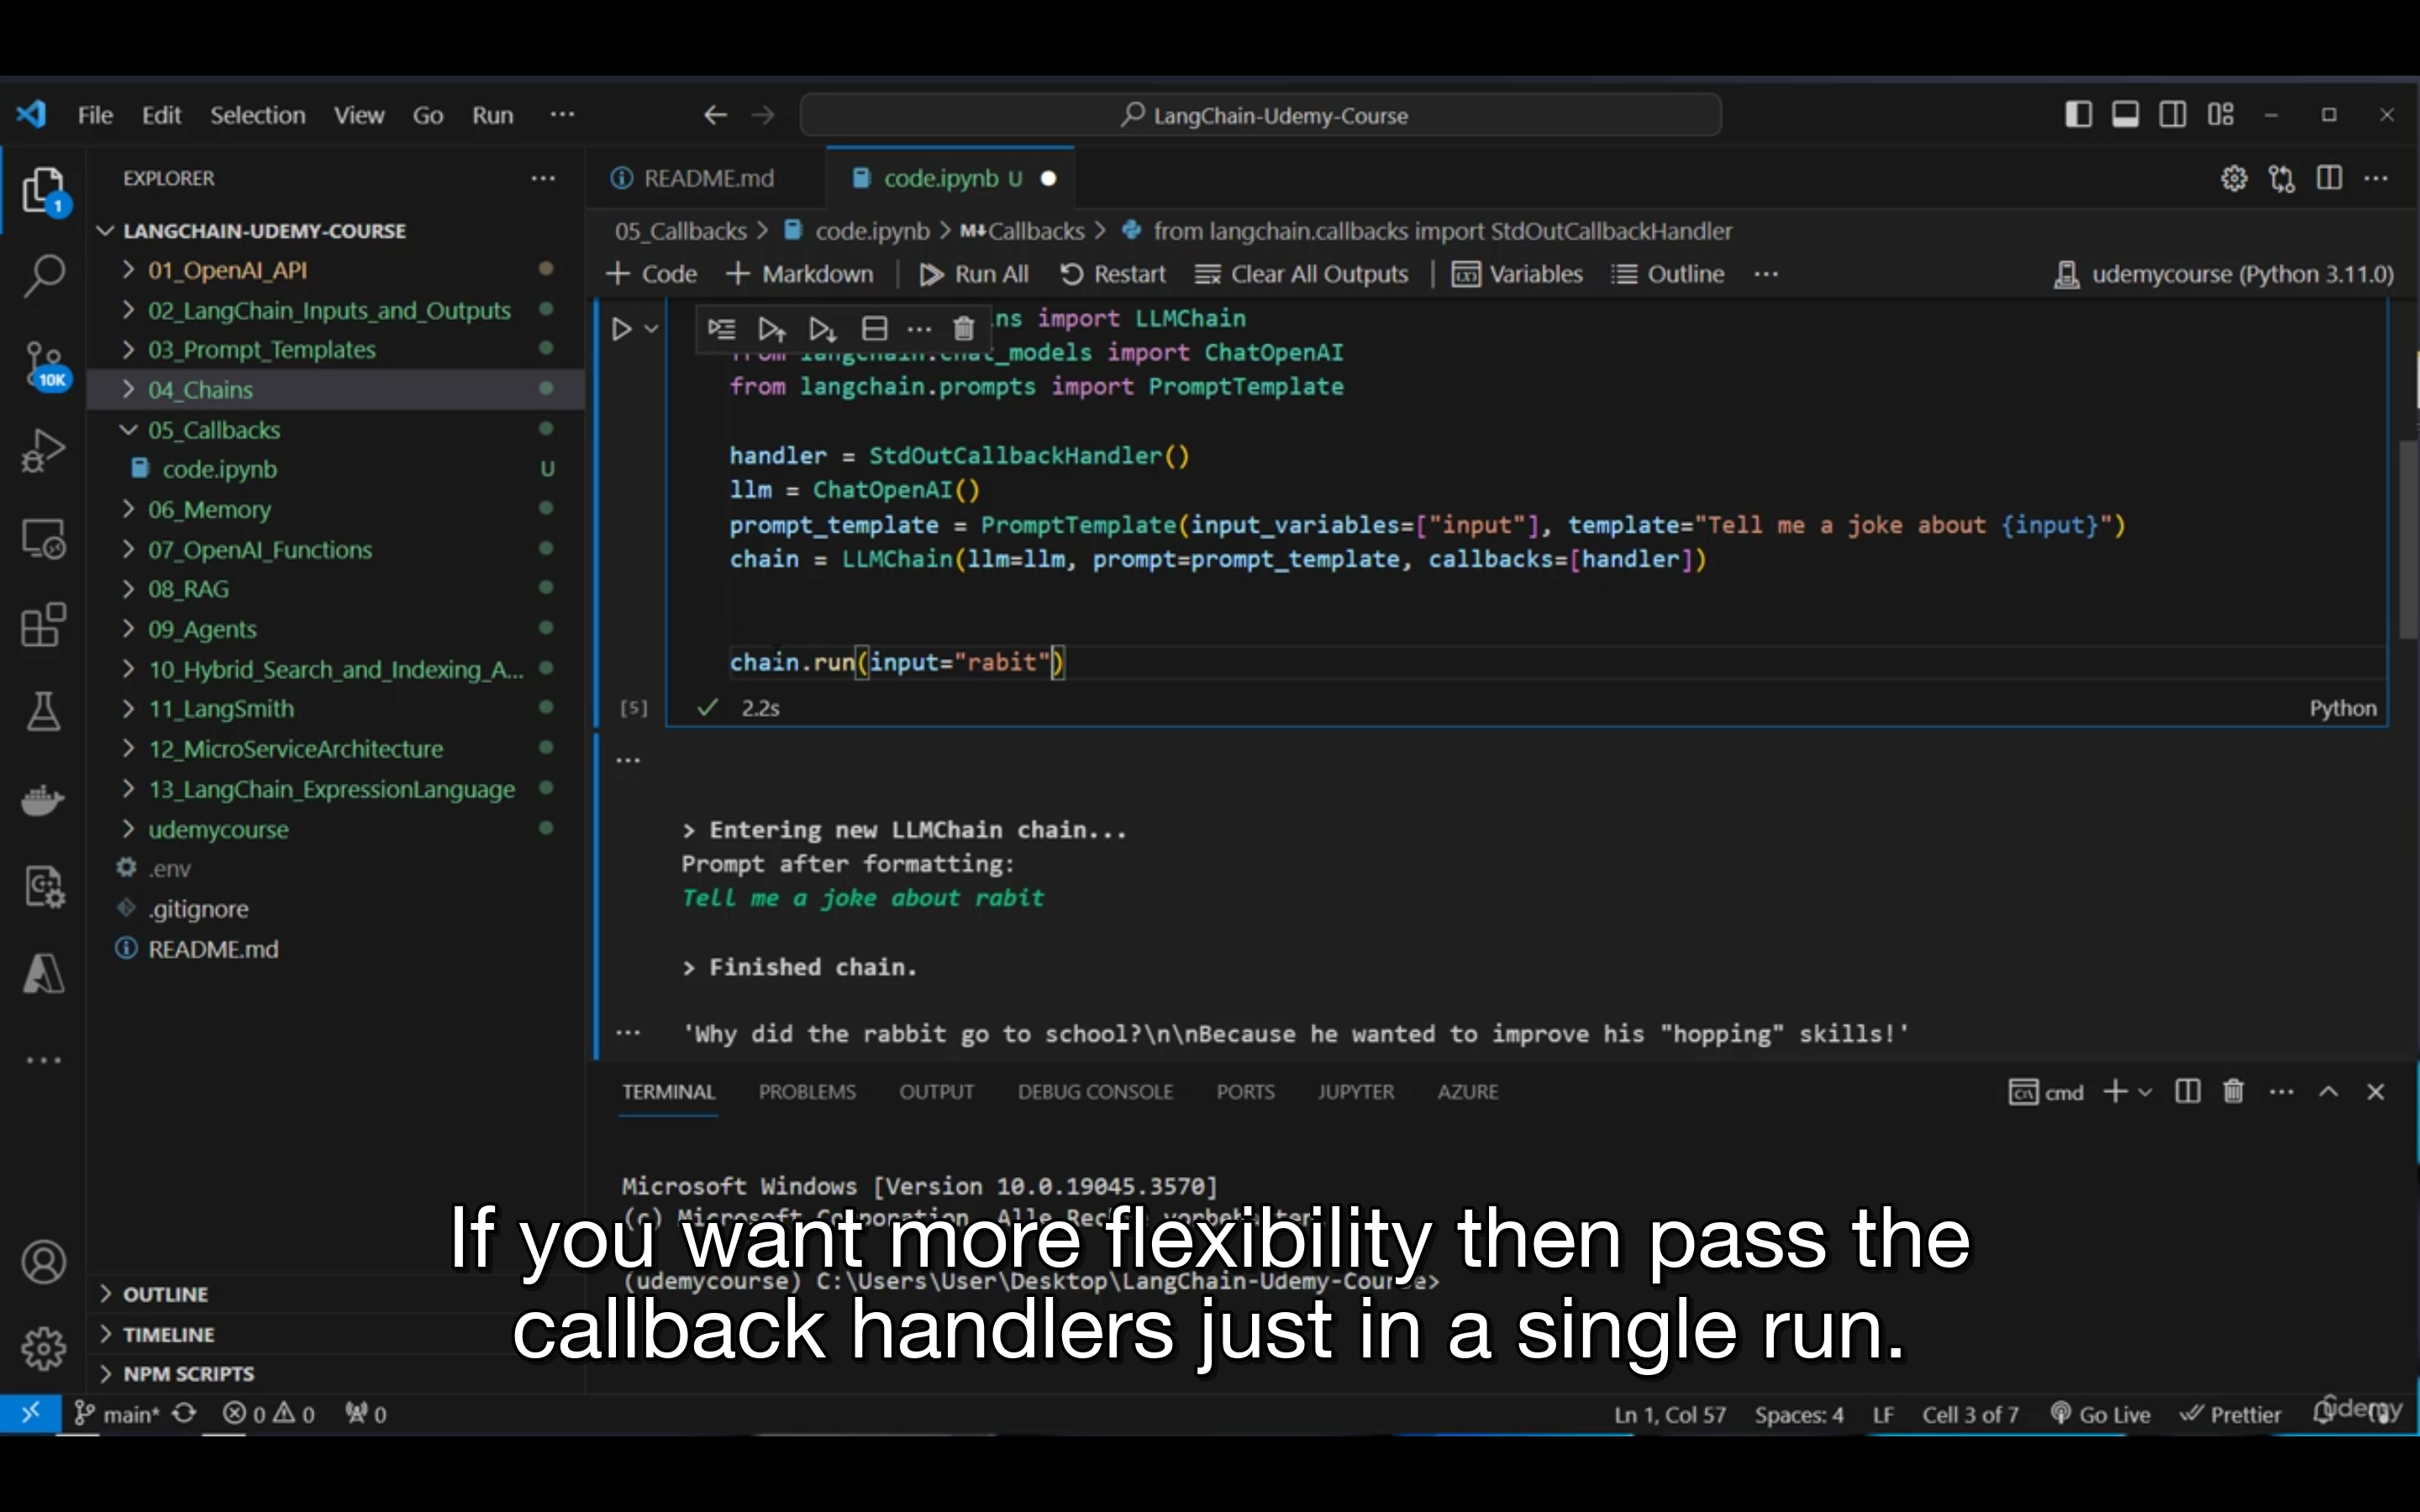 File Edit Selection View Go Run ··· LangChain-Udemy-Course
EXPLORER ···
LANGCHAIN-UDEMY-COURSE
01_OpenAI_API
02_LangChain_Inputs_and_Outputs
03_Prompt_Templates
04_Chains
05_Callbacks
code.ipynb U
06_Memory
07_OpenAI_Functions
08_RAG
09_Agents
10_Hybrid_Search_and_Indexing_A...
11_LangSmith
12_MicroServiceArchitecture
13_LangChain_ExpressionLanguage
udemycourse
.env
.gitignore
README.md
OUTLINE
TIMELINE
NPM SCRIPTS
1
10K
README.md code.ipynb U
05_Callbacks > code.ipynb > M↓Callbacks > from langchain.callbacks import StdOutCallbackHandler
+ Code + Markdown Run All Restart Clear All Outputs Variables Outline ··· udemycourse (Python 3.11.0)
ns import LLMChain
from langchain.chat_models import ChatOpenAI
from langchain.prompts import PromptTemplate
handler = StdOutCallbackHandler()
llm = ChatOpenAI()
prompt_template = PromptTemplate(input_variables=["input"], template="Tell me a joke about {input}")
chain = LLMChain(llm=llm, prompt=prompt_template, callbacks=[handler])
chain.run(input="rabit")
[5] 2.2s Python
> Entering new LLMChain chain...
Prompt after formatting:
Tell me a joke about rabit
> Finished chain.
'Why did the rabbit go to school?\n\nBecause he wanted to improve his "hopping" skills!'
TERMINAL PROBLEMS OUTPUT DEBUG CONSOLE PORTS JUPYTER AZURE cmd
Microsoft Windows [Version 10.0.19045.3570]
(c) Microsoft Corporation. Alle Rechte vorbehalten.
(udemycourse) C:\Users\User\Desktop\LangChain-Udemy-Course>
If you want more flexibility then pass the
callback handlers just in a single run.
main* 0 0 0 Ln 1, Col 57 Spaces: 4 LF Cell 3 of 7 Go Live Prettier
udemy